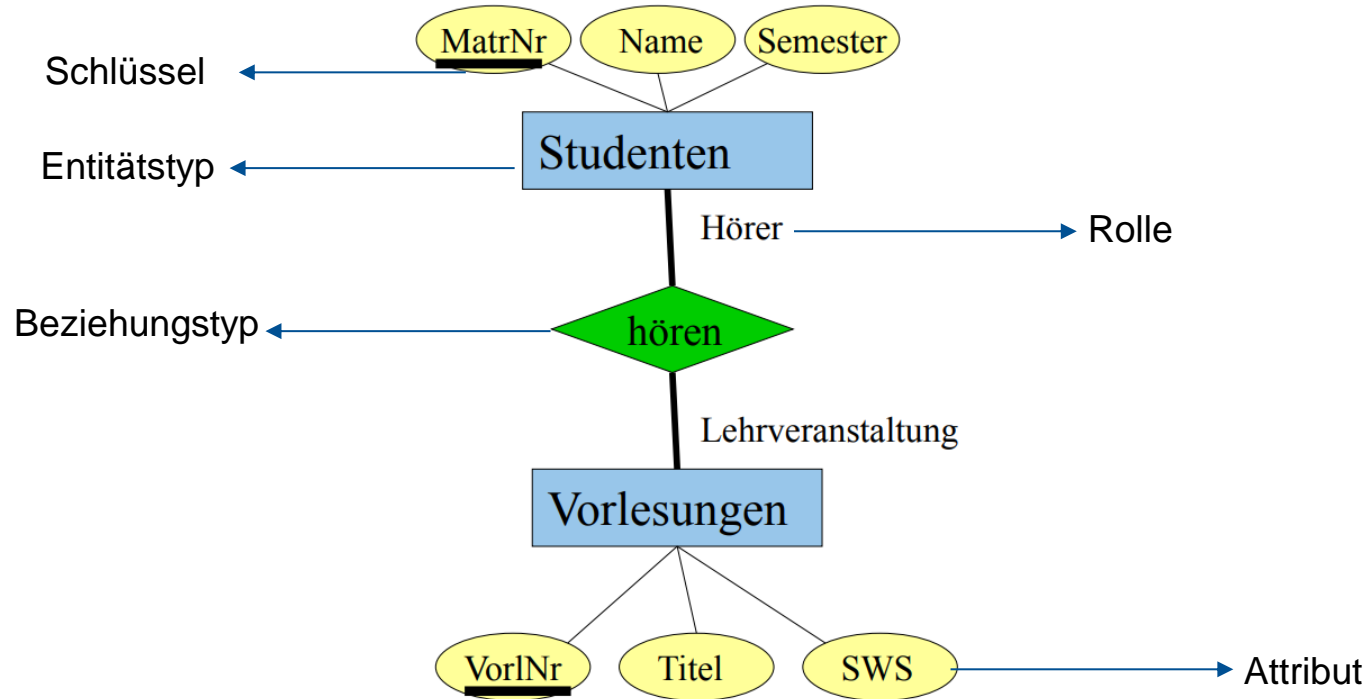 MatrNr Name Semester
Schlüssel
Studenten
Entitätstyp
Hörer Rolle
Beziehungstyp hören
Lehrveranstaltung
Vorlesungen
VorlNr Titel SWS Attribut